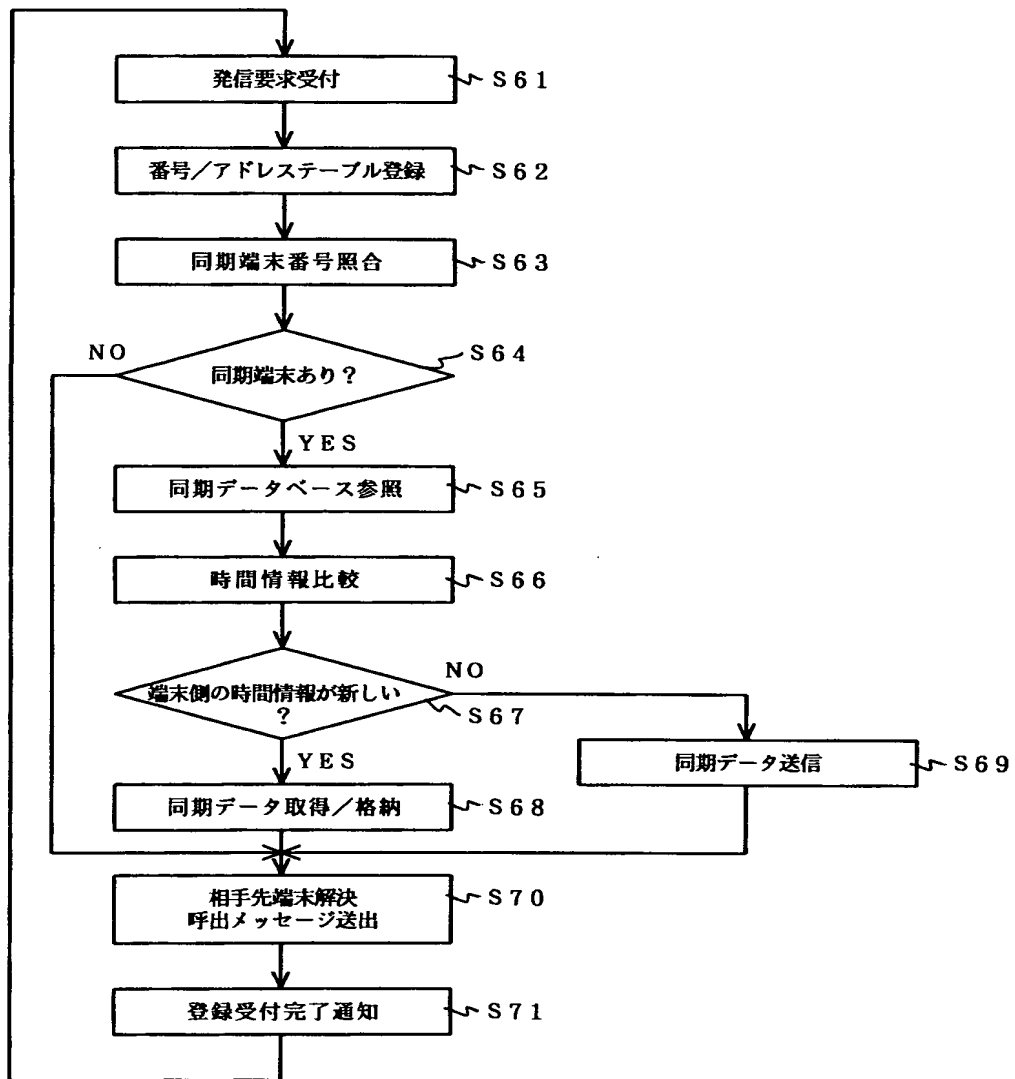 発信要求受付
S61
番号／アドレステーブル登録
S62
同期端末番号照合
S63
NO
S64
同期端末あり？
YES
同期データベース参照
S65
時間情報比較
S66
NO
端末側の時間情報が新しい
？
S67
YES
同期データ送信
S69
同期データ取得／格納
S68
相手先端末解決
呼出メッセージ送出
S70
登録受付完了通知
S71